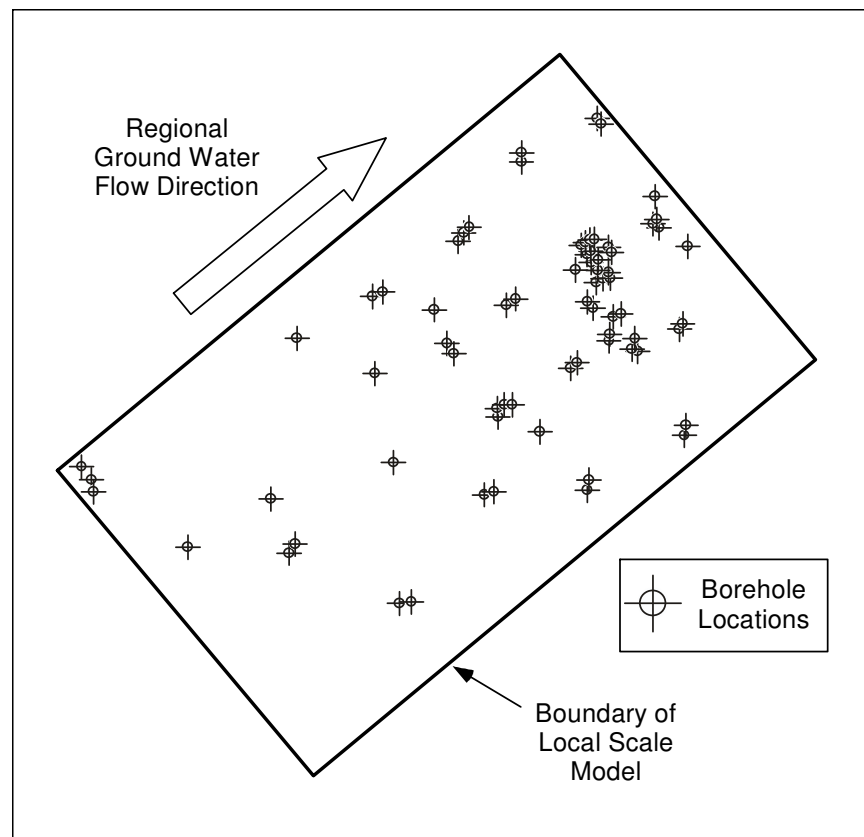 Regional
Ground Water
Flow Direction
Borehole
Locations
Boundary of
Local Scale
Model